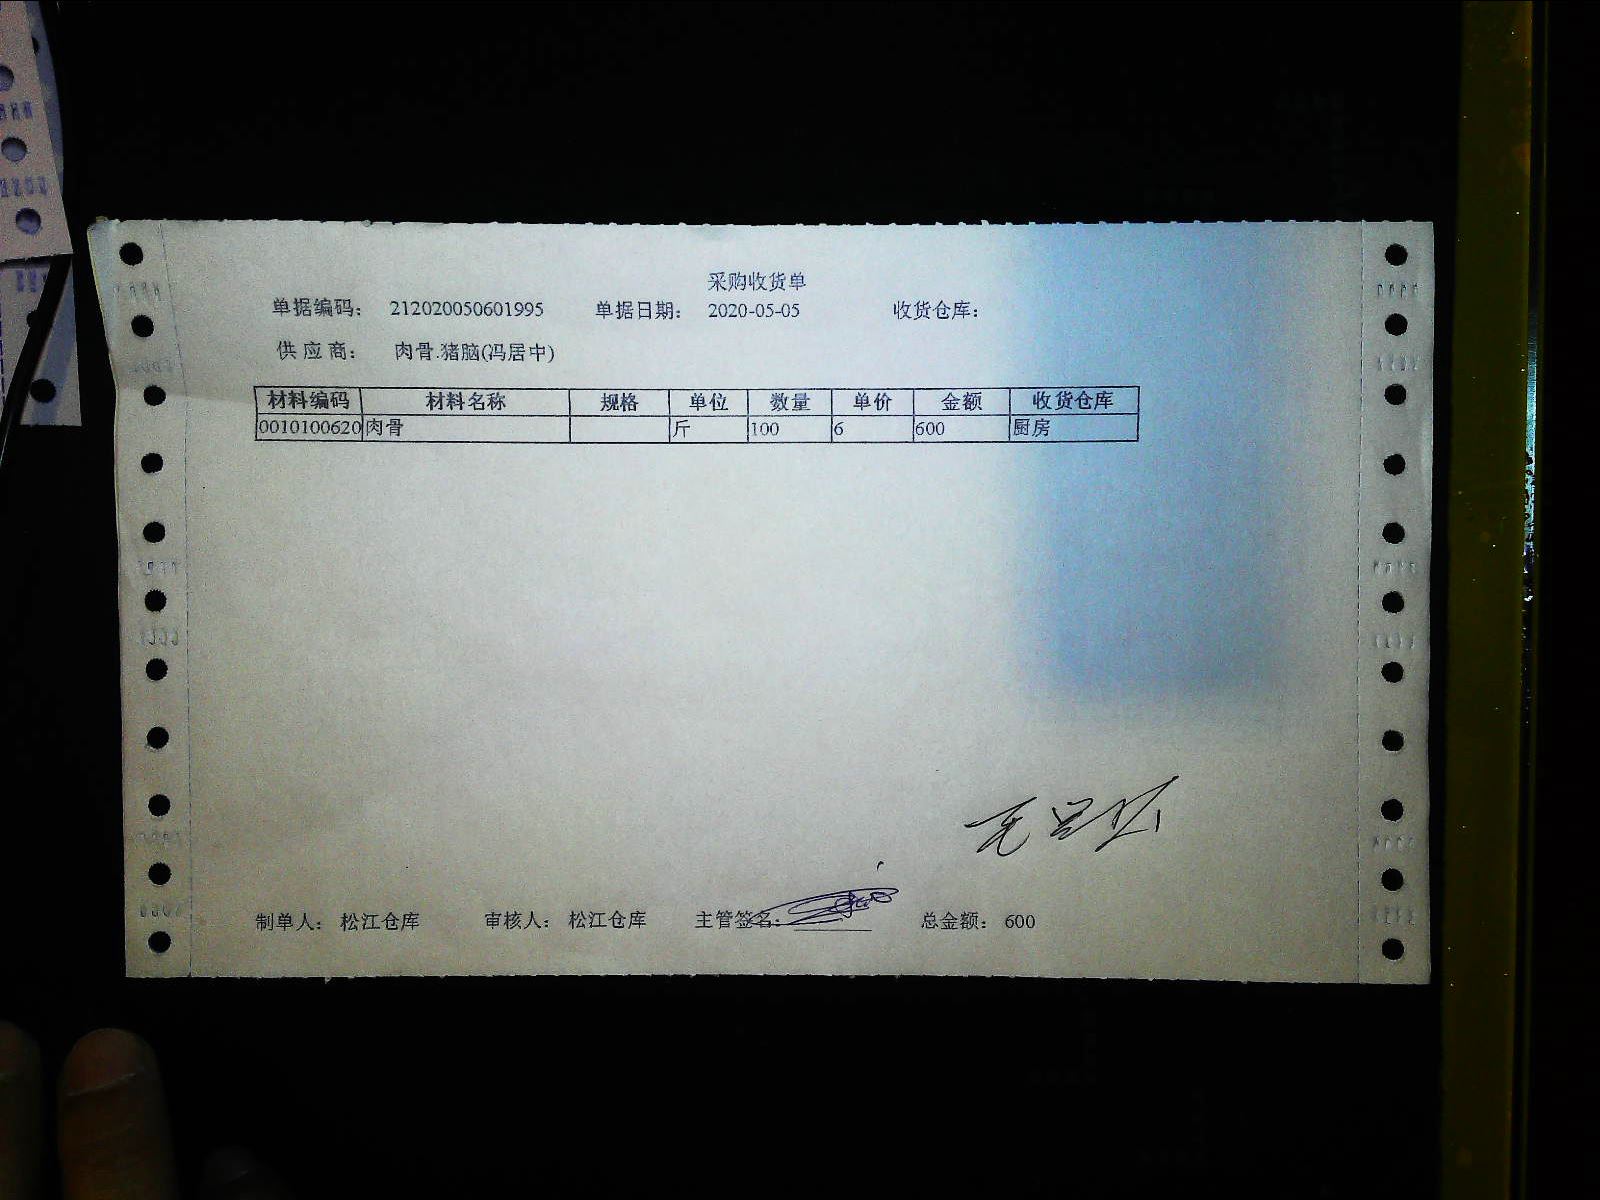 采购收货单
单据编码： 212020050601995 单据日期： 2020-05-05 收货仓库：
供应商： 肉骨.猪脑(冯居中)
材料编码 材料名称 规格 单位 数量 单价 金额 收货仓库
0010100620 肉骨 斤 100 6 600 厨房
制单人： 松江仓库 审核人： 松江仓库 主管签名： 总金额： 600